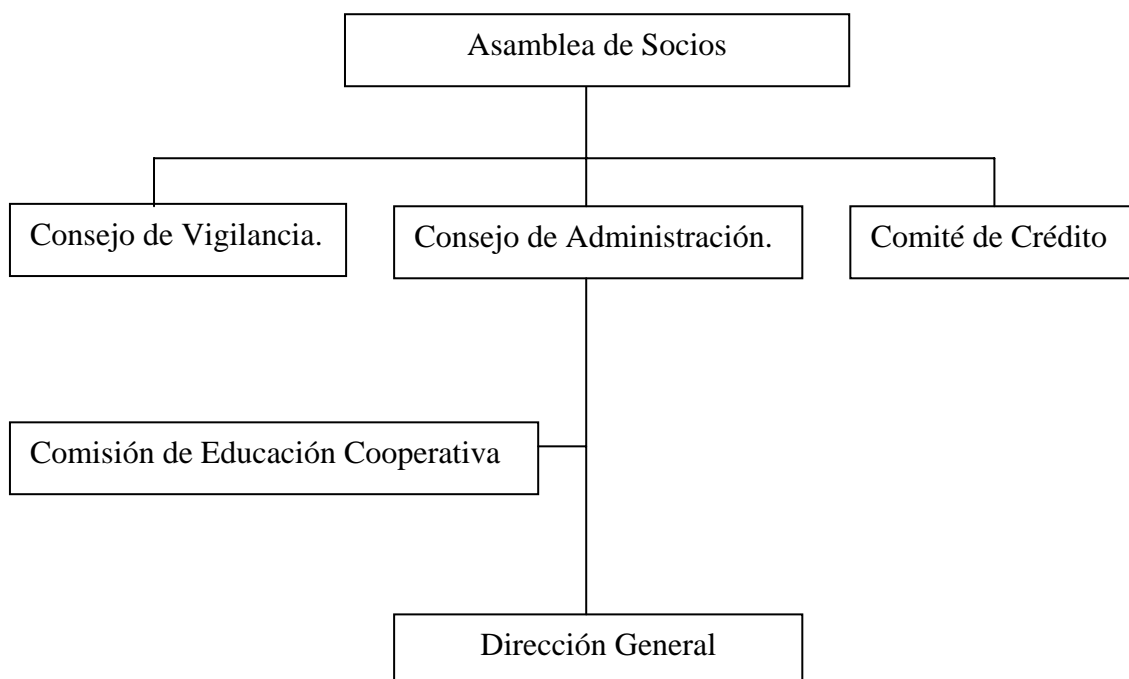 Asamblea de Socios
Consejo de Vigilancia.
Consejo de Administración.
Comité de Crédito
Comisión de Educación Cooperativa
Dirección General